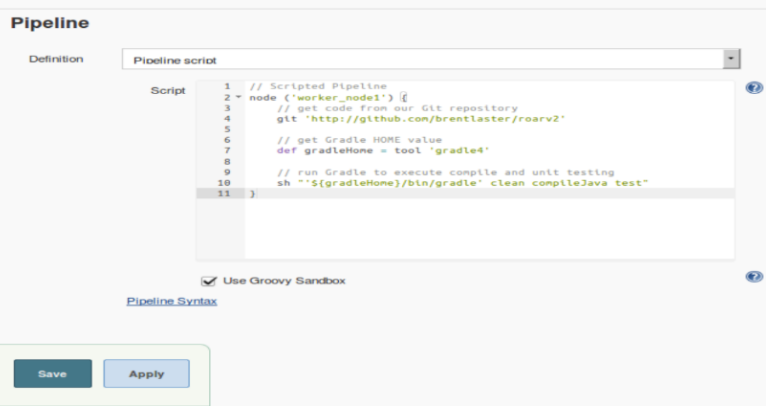 Pipeline
Definition
Pipeline script
Script
1 // Scripted Pipeline
2 node ('worker_node1') {
3 // get code from our Git repository
4 git 'http://github.com/brentlaster/roarv2'
5
6 // get Gradle HOME value
7 def gradleHome = tool 'gradle4'
8
9 // run Gradle to execute compile and unit testing
10 sh "'${gradleHome}/bin/gradle' clean compileJava test"
11 }
Use Groovy Sandbox
Pipeline Syntax
Save Apply